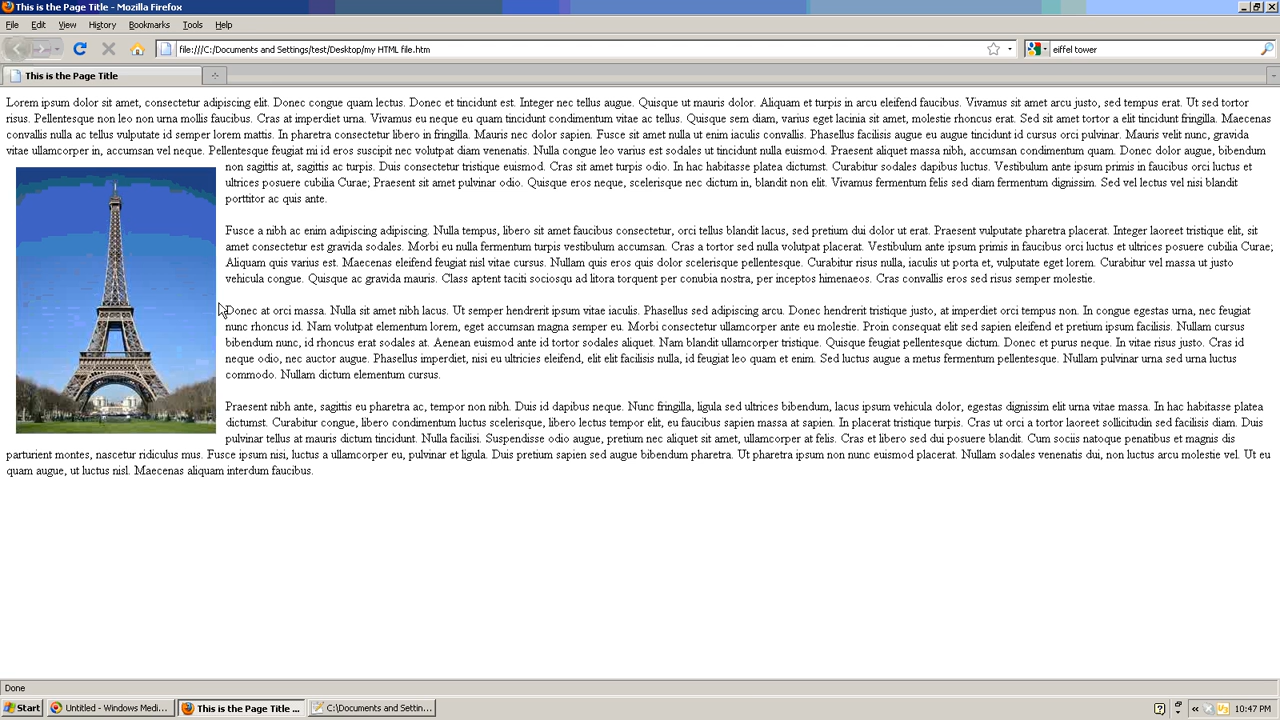 This is the Page Title - Mozilla Firefox
File Edit View History Bookmarks Tools Help
file:///C:/Documents and Settings/test/Desktop/my HTML file.htm
eiffel tower
This is the Page Title
Lorem ipsum dolor sit amet, consectetur adipiscing elit. Donec congue quam lectus. Donec et tincidunt est. Integer nec tellus augue. Quisque ut mauris dolor. Aliquam et turpis in arcu eleifend faucibus. Vivamus sit amet arcu justo, sed tempus erat. Ut sed tortor
risus. Pellentesque non leo non urna mollis faucibus. Cras at imperdiet urna. Vivamus eu neque eu quam tincidunt condimentum vitae ac tellus. Quisque sem diam, varius eget lacinia sit amet, molestie rhoncus erat. Sed sit amet tortor a elit tristique feugiat. Maecenas
convallis nulla ac tellus vulputate id semper lorem mattis. In pharetra consectetur libero in fringilla. Mauris nec dolor sapien. Fusce sit amet nulla ut enim iaculis convallis. Phasellus facilisis augue eu augue tincidunt id cursus orci pulvinar. Mauris velit nunc, gravida
vitae ullamcorper in, accumsan vel neque. Pellentesque feugiat mi id eros suscipit nec volutpat diam venenatis. Nulla congue leo varius est sodales ut tincidunt nulla euismod. Praesent aliquet massa nibh, accumsan condimentum quam. Donec dolor augue, bibendum
non sagittis at, sagittis ac turpis. Duis consectetur tristique euismod. Cras sit amet turpis odio. In hac habitasse platea dictumst. Curabitur sodales dapibus luctus. Vestibulum ante ipsum primis in faucibus orci luctus et
ultrices posuere cubilia Curae; Praesent sit amet pulvinar odio. Quisque eros neque, scelerisque nec dictum in, blandit non elit. Vivamus fermentum felis sed diam fermentum dignissim. Sed vel lectus vel nisi blandit
porttitor ac quis ante.
Fusce a nibh ac enim adipiscing adipiscing. Nulla tempus, libero sit amet faucibus consectetur, orci tellus blandit lacus, sed pretium dui dolor ut erat. Praesent vulputate pharetra placerat. Integer laoreet tristique elit, sit
amet consectetur est gravida sodales. Morbi eu nulla fermentum turpis vestibulum accumsan. Cras a tortor sed nulla volutpat placerat. Vestibulum ante ipsum primis in faucibus orci luctus et ultrices posuere cubilia Curae;
Aliquam quis varius est. Maecenas eleifend feugiat nisl vitae cursus. Nullam quis eros quis dolor scelerisque pellentesque. Curabitur risus nulla, iaculis ut porta et, vulputate eget lorem. Curabitur vel massa ut justo
vehicula congue. Quisque ac gravida mauris. Class aptent taciti sociosqu ad litora torquent per conubia nostra, per inceptos himenaeos. Cras convallis eros sed risus semper molestie.
Donec at orci massa. Nulla sit amet nibh lacus. Ut semper hendrerit ipsum vitae iaculis. Phasellus sed adipiscing arcu. Donec hendrerit tristique justo, at imperdiet orci tempus non. In congue egestas urna, nec feugiat
nunc rhoncus id. Nam volutpat elementum lorem, eget accumsan magna semper eu. Morbi consectetur ullamcorper ante eu molestie. Proin consequat elit sed sapien eleifend et pretium ipsum facilisis. Nullam cursus
bibendum nunc, id rhoncus erat sodales at. Aenean euismod ante id tortor sodales aliquet. Nam blandit ullamcorper tristique. Quisque feugiat pellentesque dictum. Donec et purus neque. In vitae risus justo. Cras id
neque odio, nec auctor augue. Phasellus imperdiet, nisi eu ultricies eleifend, elit elit facilisis nulla, id feugiat leo quam et enim. Sed luctus augue a metus fermentum pellentesque. Nullam pulvinar urna sed urna luctus
commodo. Nullam dictum elementum cursus.
Praesent nibh ante, sagittis eu pharetra ac, tempor non nibh. Duis id dapibus neque. Nunc fringilla, ligula sed ultrices bibendum, lacus ipsum vehicula dolor, egestas dignissim elit urna vitae massa. In hac habitasse platea
dictumst. Curabitur congue, libero condimentum luctus scelerisque, libero lectus tempor elit, eu faucibus sapien massa at sapien. In placerat tristique turpis. Cras ut orci a tortor laoreet sollicitudin sed facilisis diam. Duis
pulvinar tellus at mauris dictum tincidunt. Nulla facilisi. Suspendisse odio augue, pretium nec aliquet sit amet, ullamcorper at felis. Cras et libero sed dui posuere blandit. Cum sociis natoque penatibus et magnis dis
parturient montes, nascetur ridiculus mus. Fusce ipsum nisi, luctus a ullamcorper eu, pulvinar et ligula. Duis pretium sapien sed augue bibendum pharetra. Ut pharetra ipsum non nunc euismod placerat. Nullam sodales venenatis dui, non luctus arcu molestie vel. Ut eu
quam augue, ut luctus nisl. Maecenas aliquam interdum faucibus.
Done
Start Untitled - Windows Medi... This is the Page Title ... C:\Documents and Settin... 10:47 PM